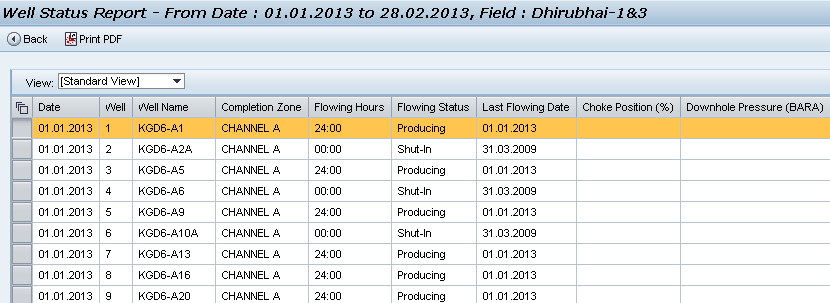 Well Status Report - From Date : 01.01.2013 to 28.02.2013, Field : Dhirubhai-1&3
Back Print PDF
View: [Standard View]
Date Well Well Name Completion Zone Flowing Hours Flowing Status Last Flowing Date Choke Position (%) Downhole Pressure (BARA)
01.01.2013 1 KGD6-A1 CHANNEL A 24:00 Producing 01.01.2013
01.01.2013 2 KGD6-A2A CHANNEL A 00:00 Shut-In 31.03.2009
01.01.2013 3 KGD6-A5 CHANNEL A 24:00 Producing 01.01.2013
01.01.2013 4 KGD6-A6 CHANNEL A 00:00 Shut-In 31.03.2009
01.01.2013 5 KGD6-A9 CHANNEL A 24:00 Producing 01.01.2013
01.01.2013 6 KGD6-A10A CHANNEL A 00:00 Shut-In 31.03.2009
01.01.2013 7 KGD6-A13 CHANNEL A 24:00 Producing 01.01.2013
01.01.2013 8 KGD6-A16 CHANNEL A 24:00 Producing 01.01.2013
01.01.2013 9 KGD6-A20 CHANNEL A 24:00 Producing 01.01.2013